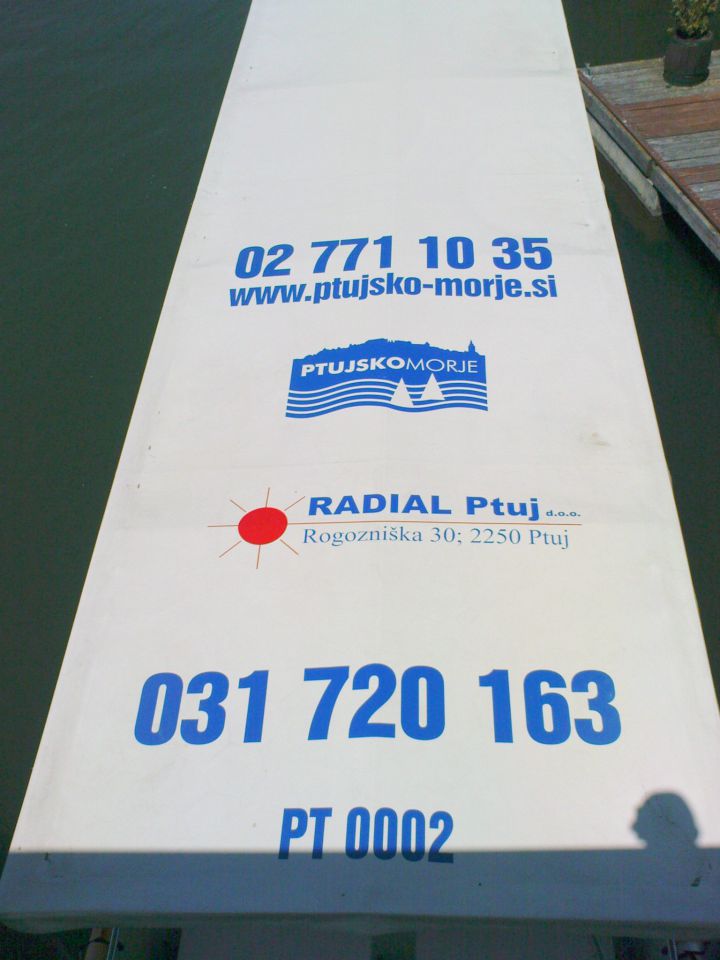 02 771 10 35
www.ptujsko-morje.si
PTUJSKOMORJE
RADIAL Ptuj d.o.o.
Rogozniška 30; 2250 Ptuj
031 720 163
PT 0002